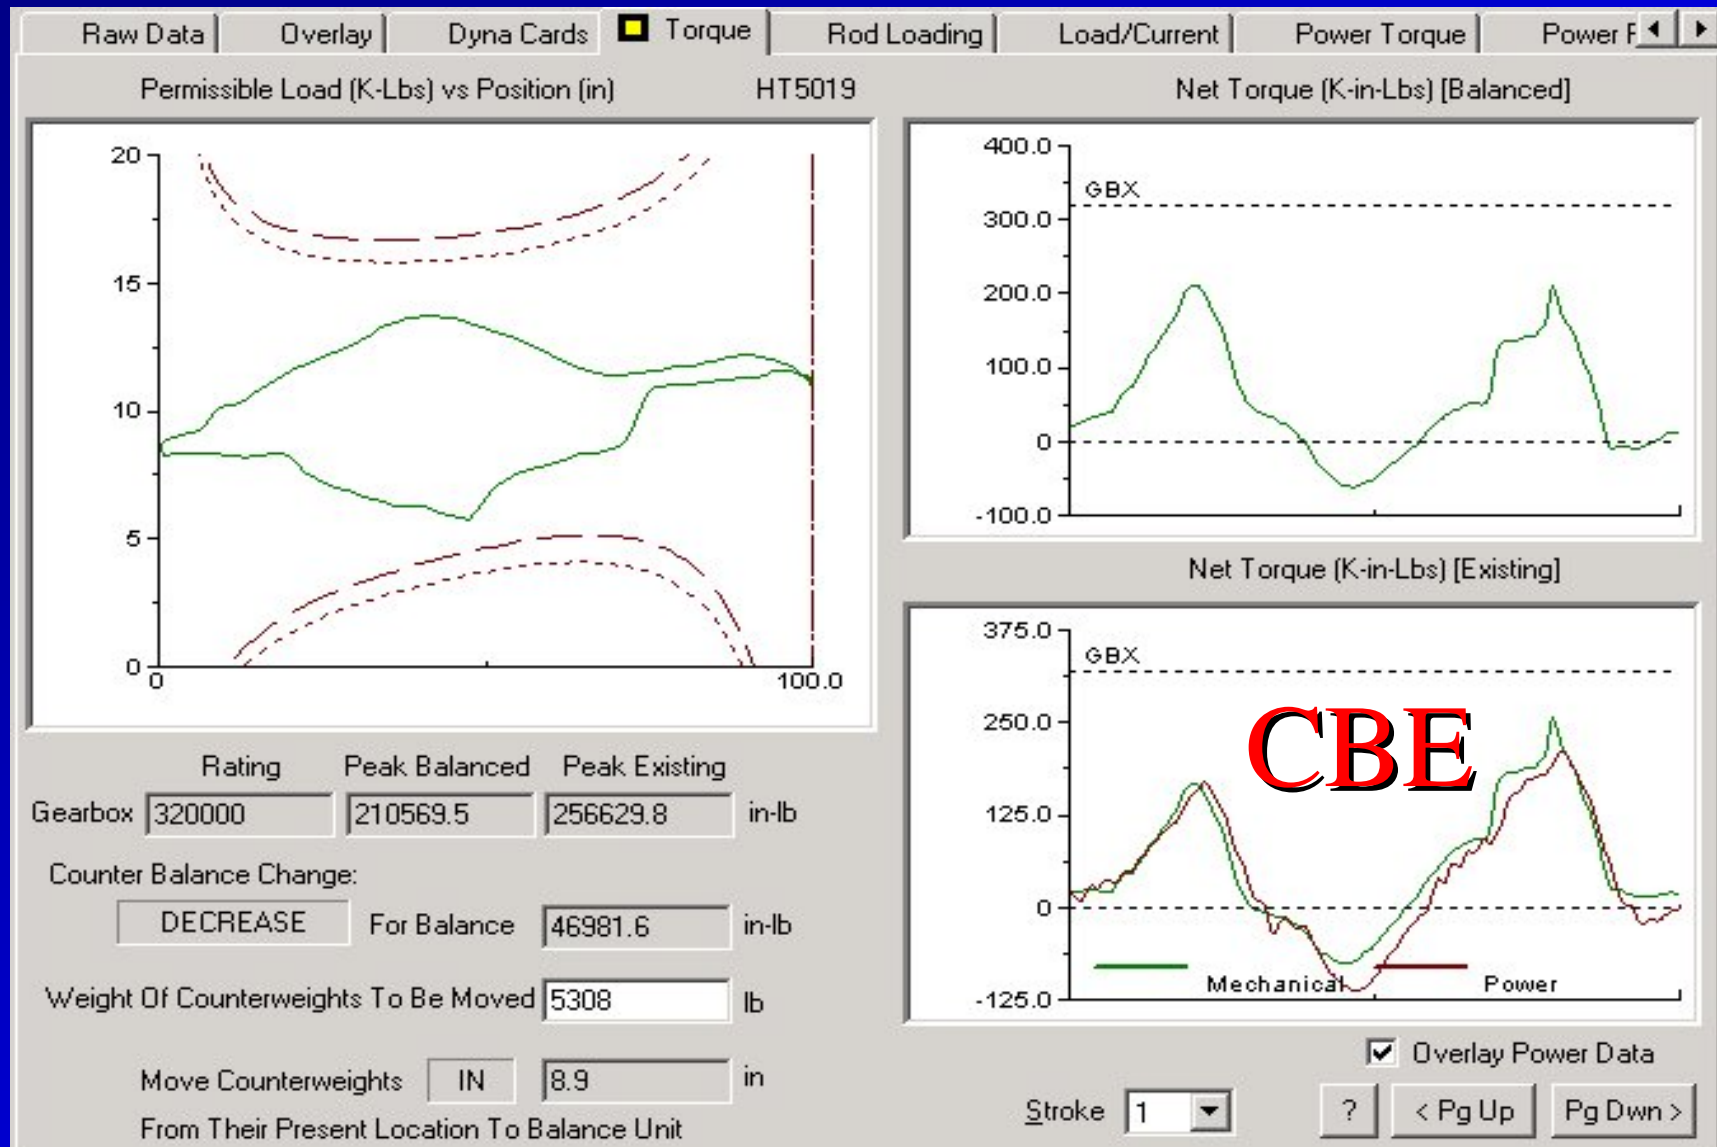 Raw Data Overlay Dyna Cards Torque Rod Loading Load/Current Power Torque Power
Permissible Load (K-Lbs) vs Position (in) HT5019
20
15
10
5
0
0 100.0
Net Torque (K-in-Lbs) [Balanced]
400.0
GBX
300.0
200.0
100.0
0
-100.0
Net Torque (K-in-Lbs) [Existing]
375.0
GBX
250.0
CBE
125.0
0
-125.0
Mechanical Power
Rating Peak Balanced Peak Existing
Gearbox 320000 210569.5 256629.8 in-lb
Counter Balance Change:
DECREASE For Balance 46981.6 in-lb
Weight Of Counterweights To Be Moved 5308 lb
Move Counterweights IN 8.9 in
From Their Present Location To Balance Unit
Overlay Power Data
Stroke 1 ? < Pg Up Pg Dwn >